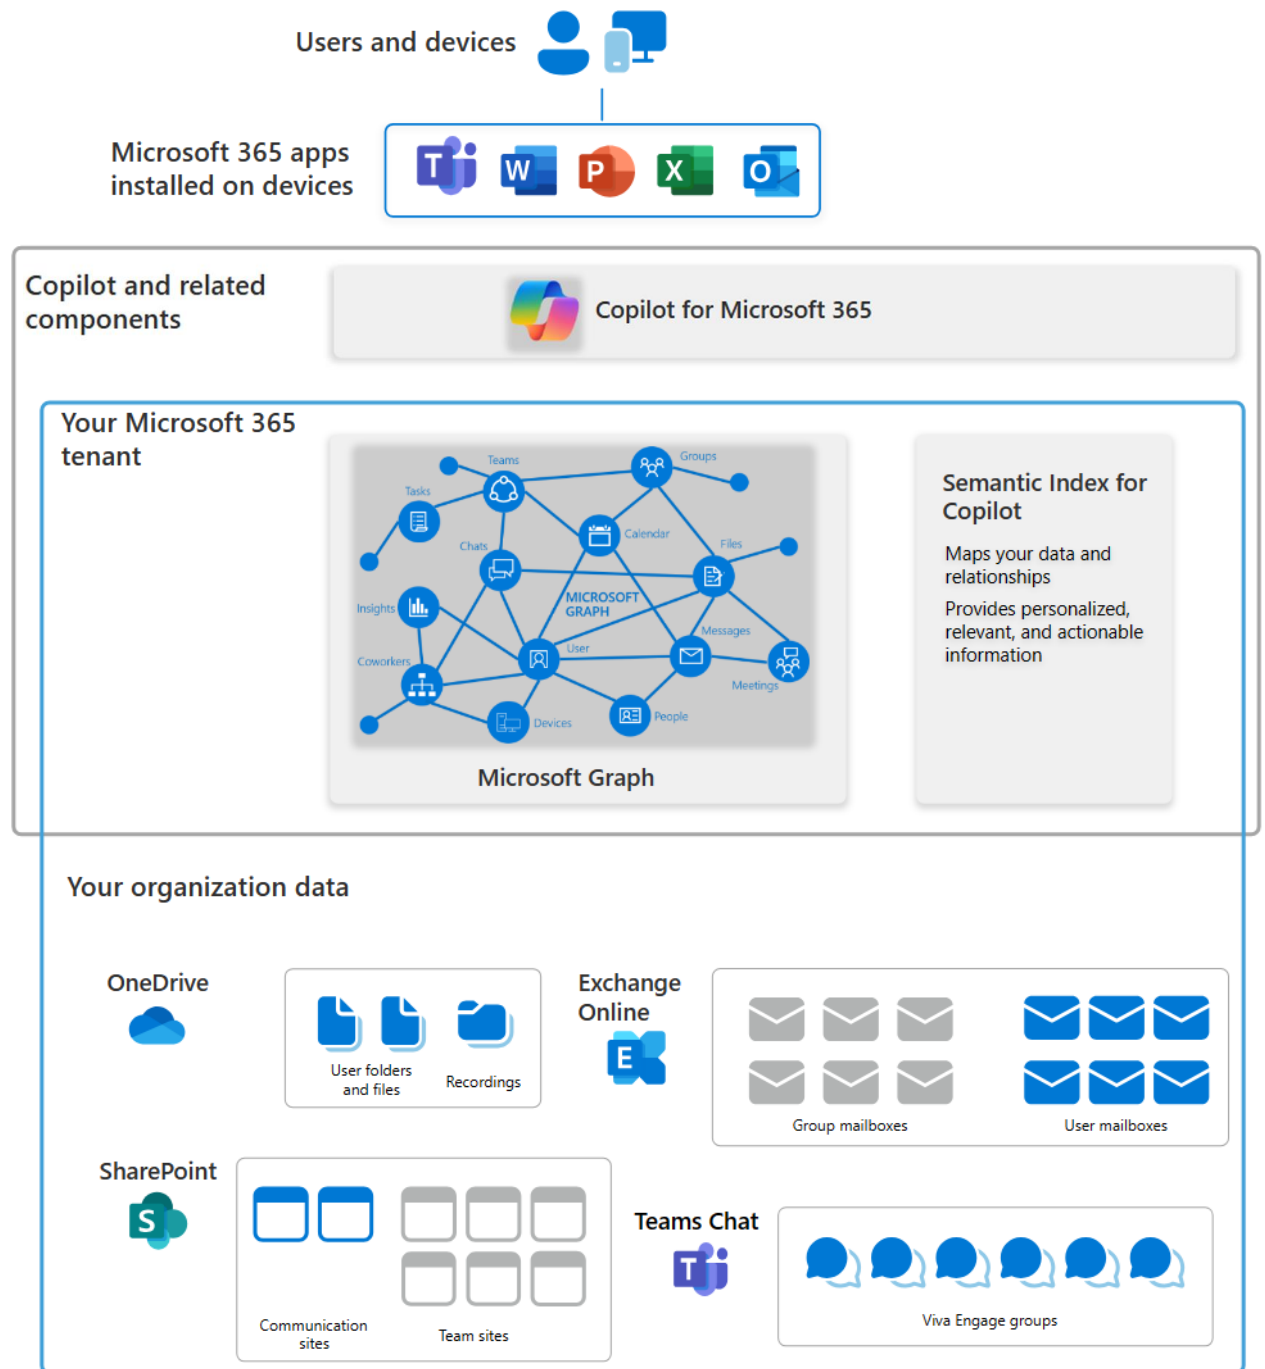 Users and devices
Microsoft 365 apps
installed on devices
T
W
P
X
O
Copilot and related
components
Copilot for Microsoft 365
Your Microsoft 365
tenant
Teams
Groups
Tasks
Calendar
Chats
Files
Insights
MICROSOFT
GRAPH
Messages
User
Coworkers
Meetings
Devices
People
Microsoft Graph
Semantic Index for
Copilot
Maps your data and
relationships
Provides personalized,
relevant, and actionable
information
Your organization data
OneDrive
User folders
and files
Recordings
Exchange
Online
E
Group mailboxes
User mailboxes
SharePoint
S
Communication
sites
Team sites
Teams Chat
T
Viva Engage groups